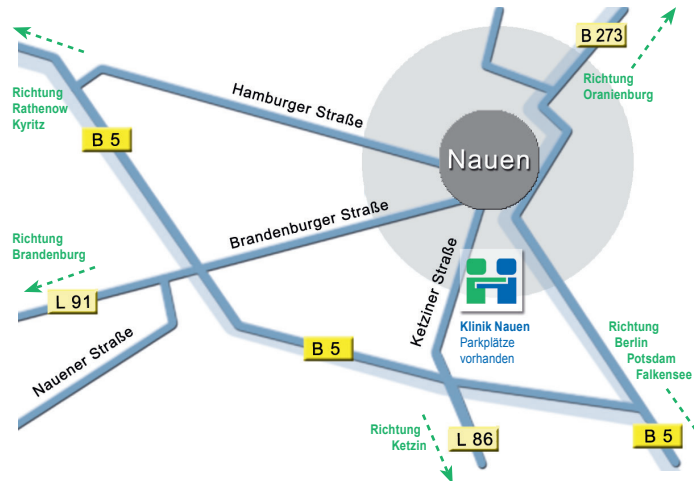 B 273
Richtung
Oranienburg
Richtung
Rathenow
Kyritz
Hamburger Straße
B 5
Nauen
Brandenburger Straße
Richtung
Brandenburg
L 91
Nauener Straße
Ketziner Straße
Klinik Nauen
Parkplätze
vorhanden
B 5
Richtung
Berlin
Potsdam
Falkensee
Richtung
Ketzin
L 86
B 5